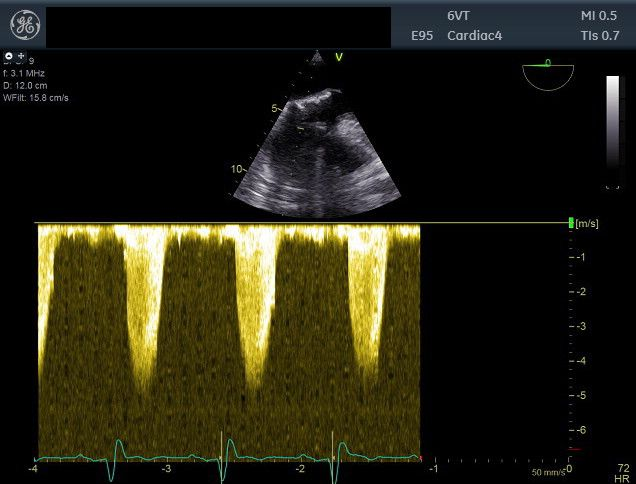 6VT MI 0.5
E95 Cardiac4 TIs 0.7
f: 3.1 MHz
D: 12.0 cm
WFilt: 15.8 cm/s
V
0
5
10
[m/s]
-1
-2
-3
-4
-5
-6
-4 -3 -2 -1 0
50 mm/s
72
HR